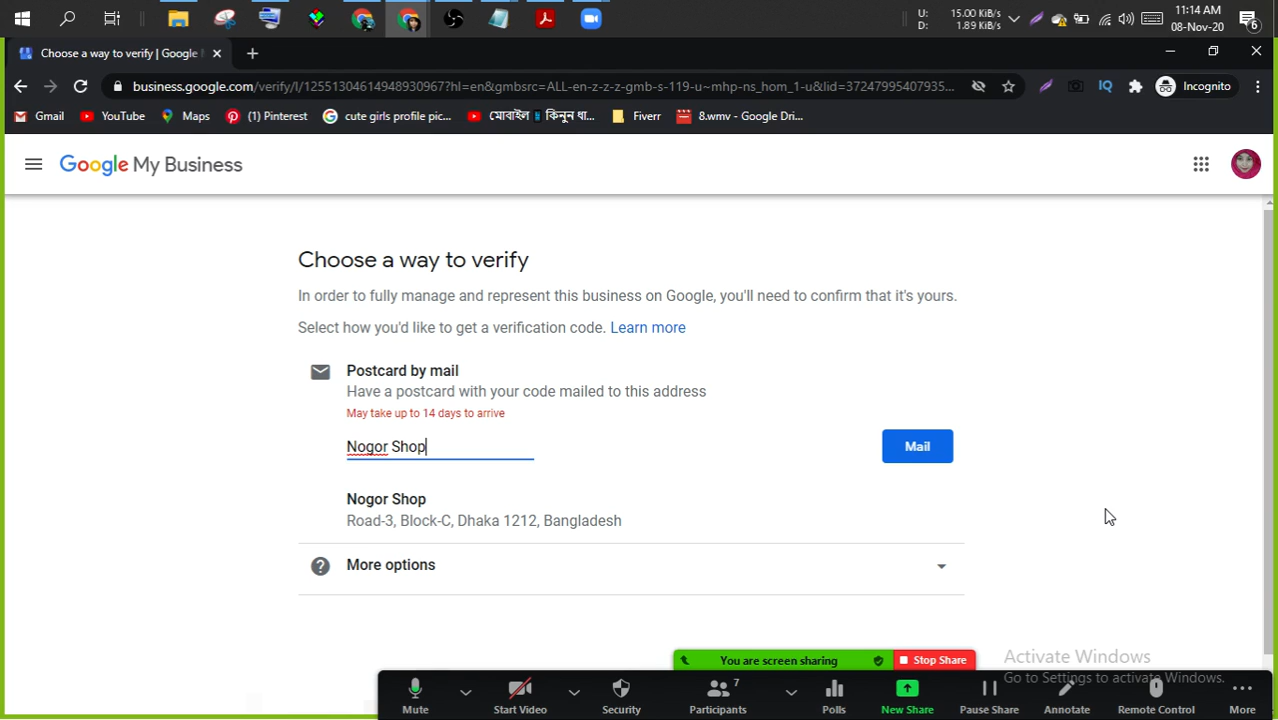 U: 15.00 KiB/s
D: 1.89 KiB/s
11:14 AM
08-Nov-20
6
Choose a way to verify | Google
business.google.com/verify/l/12551304614948930967?hl=en&gmbsrc=ALL-en-z-z-z-gmb-s-119-u~mhp-ns_hom_1-u&lid=37247995407935...
IQ
Incognito
Gmail
YouTube
Maps
(1) Pinterest
cute girls profile pic...
মোবাইল📱কিনুন ধা...
Fiverr
8.wmv - Google Dri...
Google My Business
Choose a way to verify
In order to fully manage and represent this business on Google, you'll need to confirm that it's yours.
Select how you'd like to get a verification code. Learn more
Postcard by mail
Have a postcard with your code mailed to this address
May take up to 14 days to arrive
Nogor Shop
Mail
Nogor Shop
Road-3, Block-C, Dhaka 1212, Bangladesh
More options
You are screen sharing
Stop Share
Activate Windows
Go to Settings to activate Windows.
Mute
Start Video
Security
7
Participants
Polls
New Share
Pause Share
Annotate
Remote Control
More